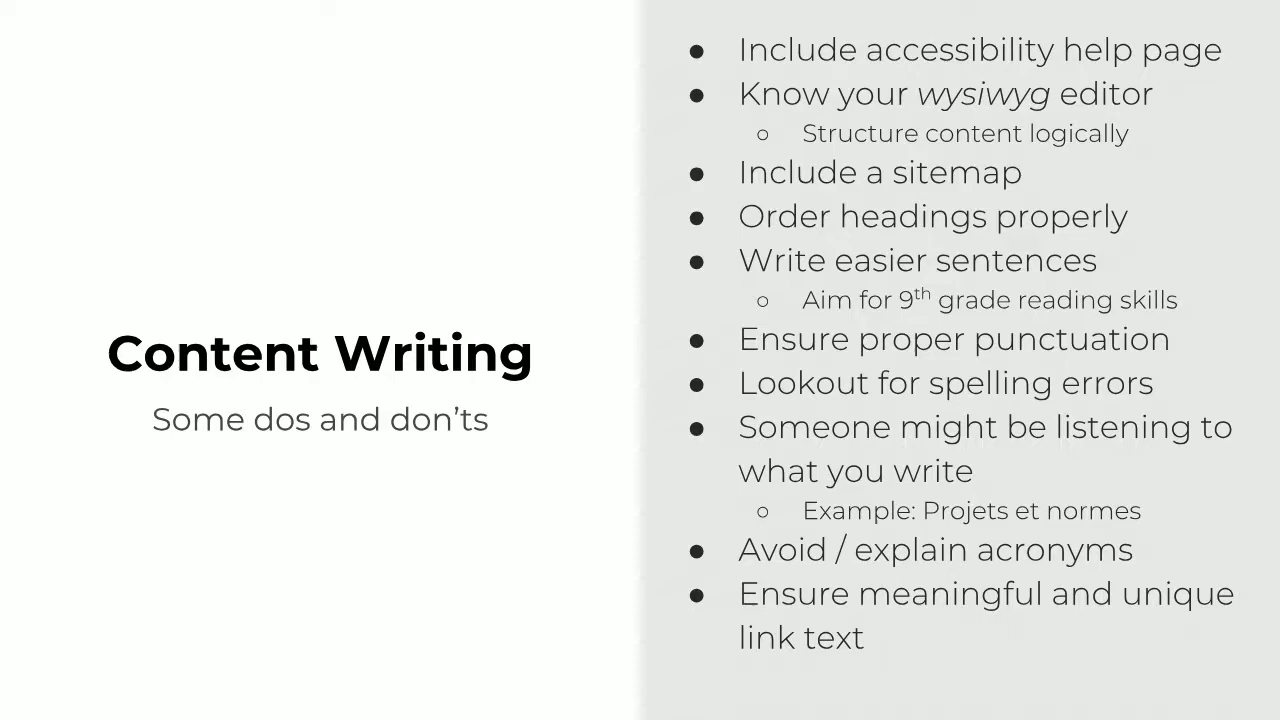 Content Writing
Some dos and don’ts
● Include accessibility help page
● Know your wysiwyg editor
○ Structure content logically
● Include a sitemap
● Order headings properly
● Write easier sentences
○ Aim for 9th grade reading skills
● Ensure proper punctuation
● Lookout for spelling errors
● Someone might be listening to
what you write
○ Example: Projets et normes
● Avoid / explain acronyms
● Ensure meaningful and unique
link text